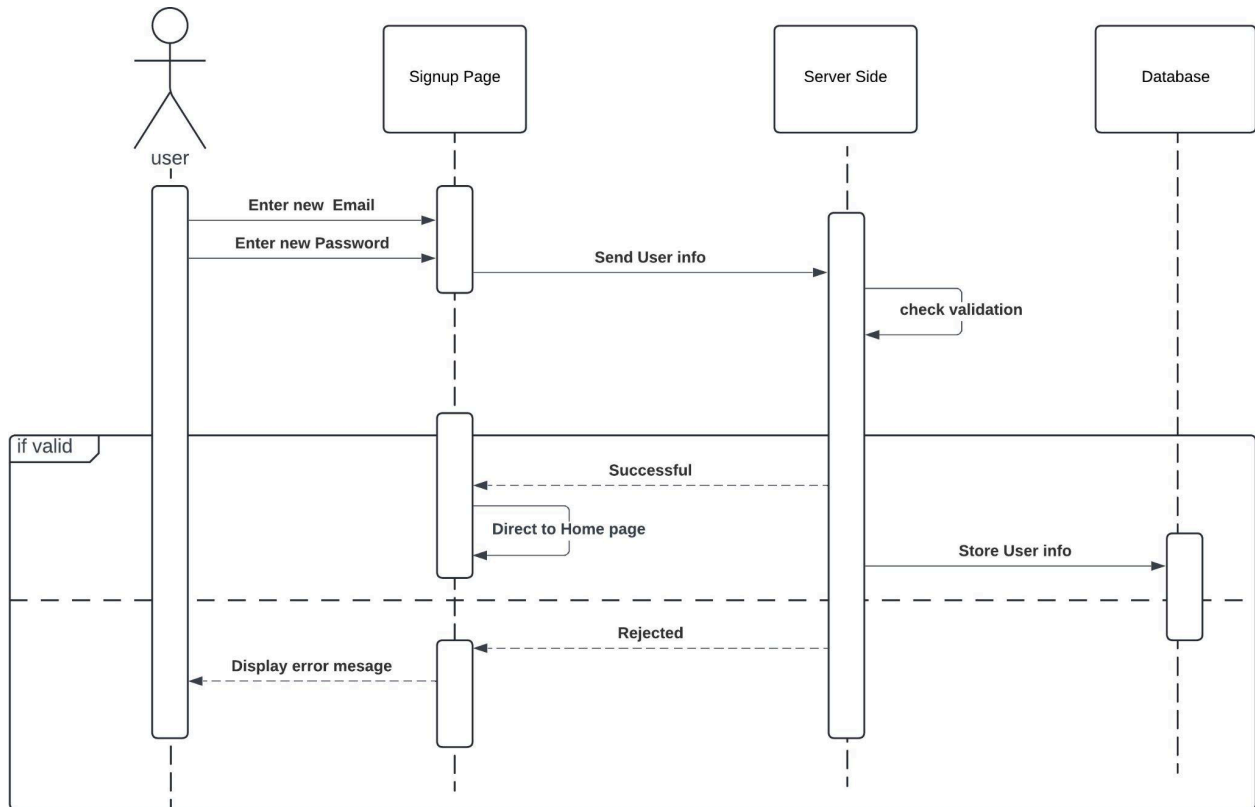 Signup Page
Server Side
Database
user
Enter new Email
Enter new Password
Send User info
check validation
if valid
Successful
Direct to Home page
Store User info
Rejected
Display error mesage